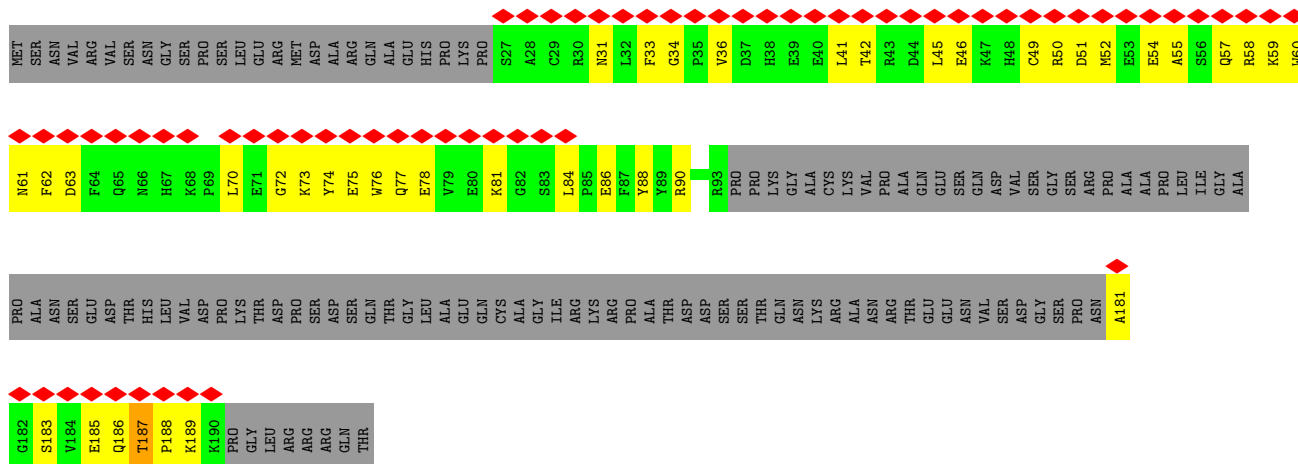 MET SER ASN VAL ARG VAL SER ASN GLY SER PRO SER LEU GLU ARG MET ASP ALA ARG GLN ALA GLU HIS PRO LYS PRO S27 A28 C29 R30 N31 L32 F33 G34 P35 V36 D37 H38 E39 E40 L41 T42 R43 D44 L45 E46 K47 H48 C49 R50 D51 M52 E53 E54 A55 S56 Q57 R58 K59 W60
N61 F62 D63 F64 Q65 N66 H67 K68 P69 L70 E71 G72 K73 Y74 E75 W76 Q77 E78 V79 E80 K81 G82 S83 L84 P85 E86 F87 Y88 Y89 R90 R93 PRO PRO LYS GLY ALA CYS LYS VAL PRO ALA GLN GLU SER GLN ASP VAL SER GLY SER ARG PRO ALA ALA PRO LEU ILE GLY ALA
PRO ALA ASN SER GLU ASP THR HIS LEU VAL ASP PRO LYS THR ASP PRO SER ASP SER GLN THR GLY LEU ALA GLU GLN CYS ALA GLY ILE ARG LYS ARG PRO ALA THR ASP ASP SER SER THR GLN ASN LYS ARG ALA ASN ARG THR GLU GLU ASN VAL SER ASP GLY SER PRO ASN A181
G182 S183 V184 E185 Q186 T187 P188 K189 K190 PRO GLY LEU ARG ARG ARG GLN THR